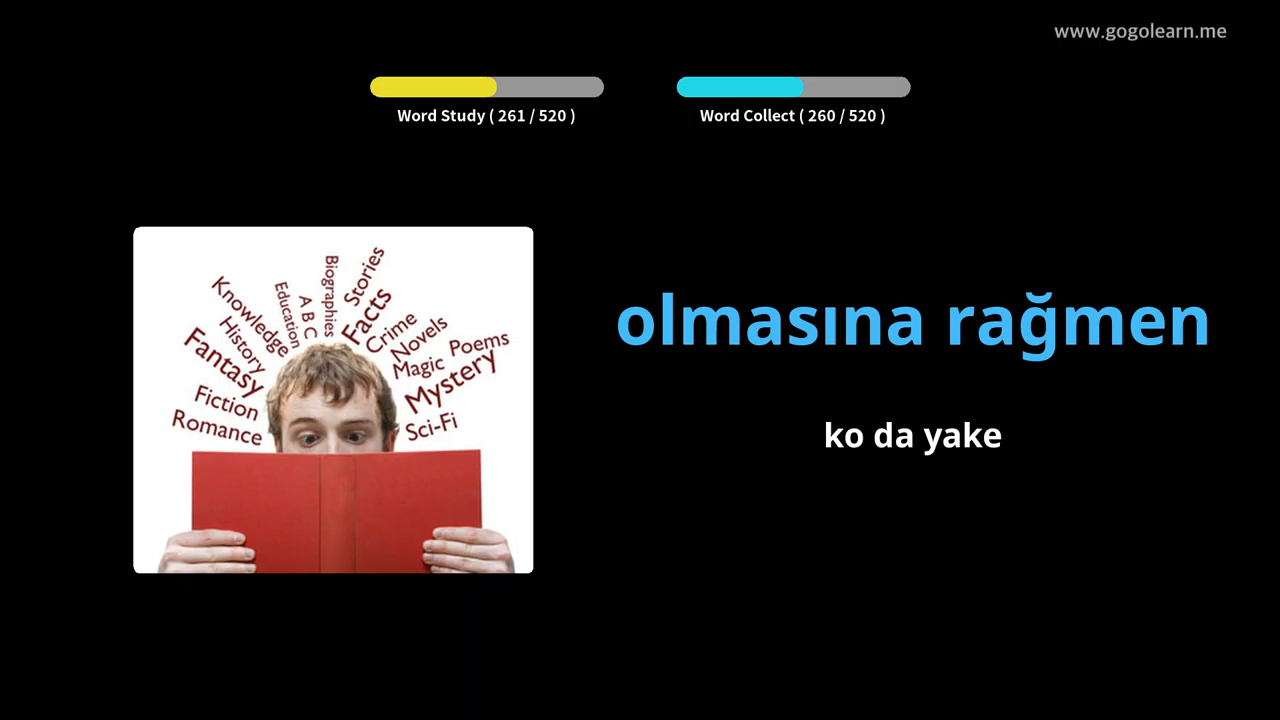 www.gogolearn.me
Word Study ( 261 / 520 )
Word Collect ( 260 / 520 )
olmasına rağmen
ko da yake
Knowledge
History
Fantasy
Fiction
Romance
Education
A B C
Biographies
Stories
Facts
Crime
Novels
Magic
Poems
Mystery
Sci-Fi